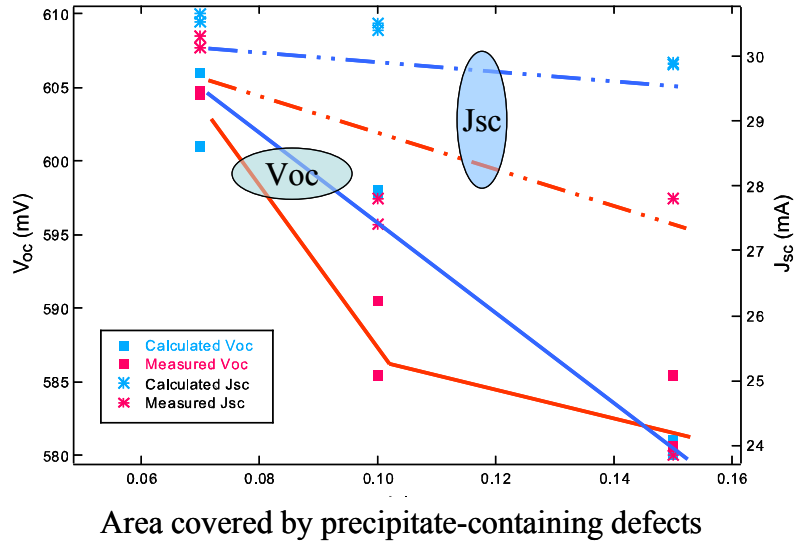 610
605
600
595
590
585
580
V_OC (mV)
30
29
28
27
26
25
24
J_SC (mA)
Jsc
Voc
Calculated Voc
Measured Voc
Calculated Jsc
Measured Jsc
0.06
0.08
0.10
0.12
0.14
0.16
Area covered by precipitate-containing defects